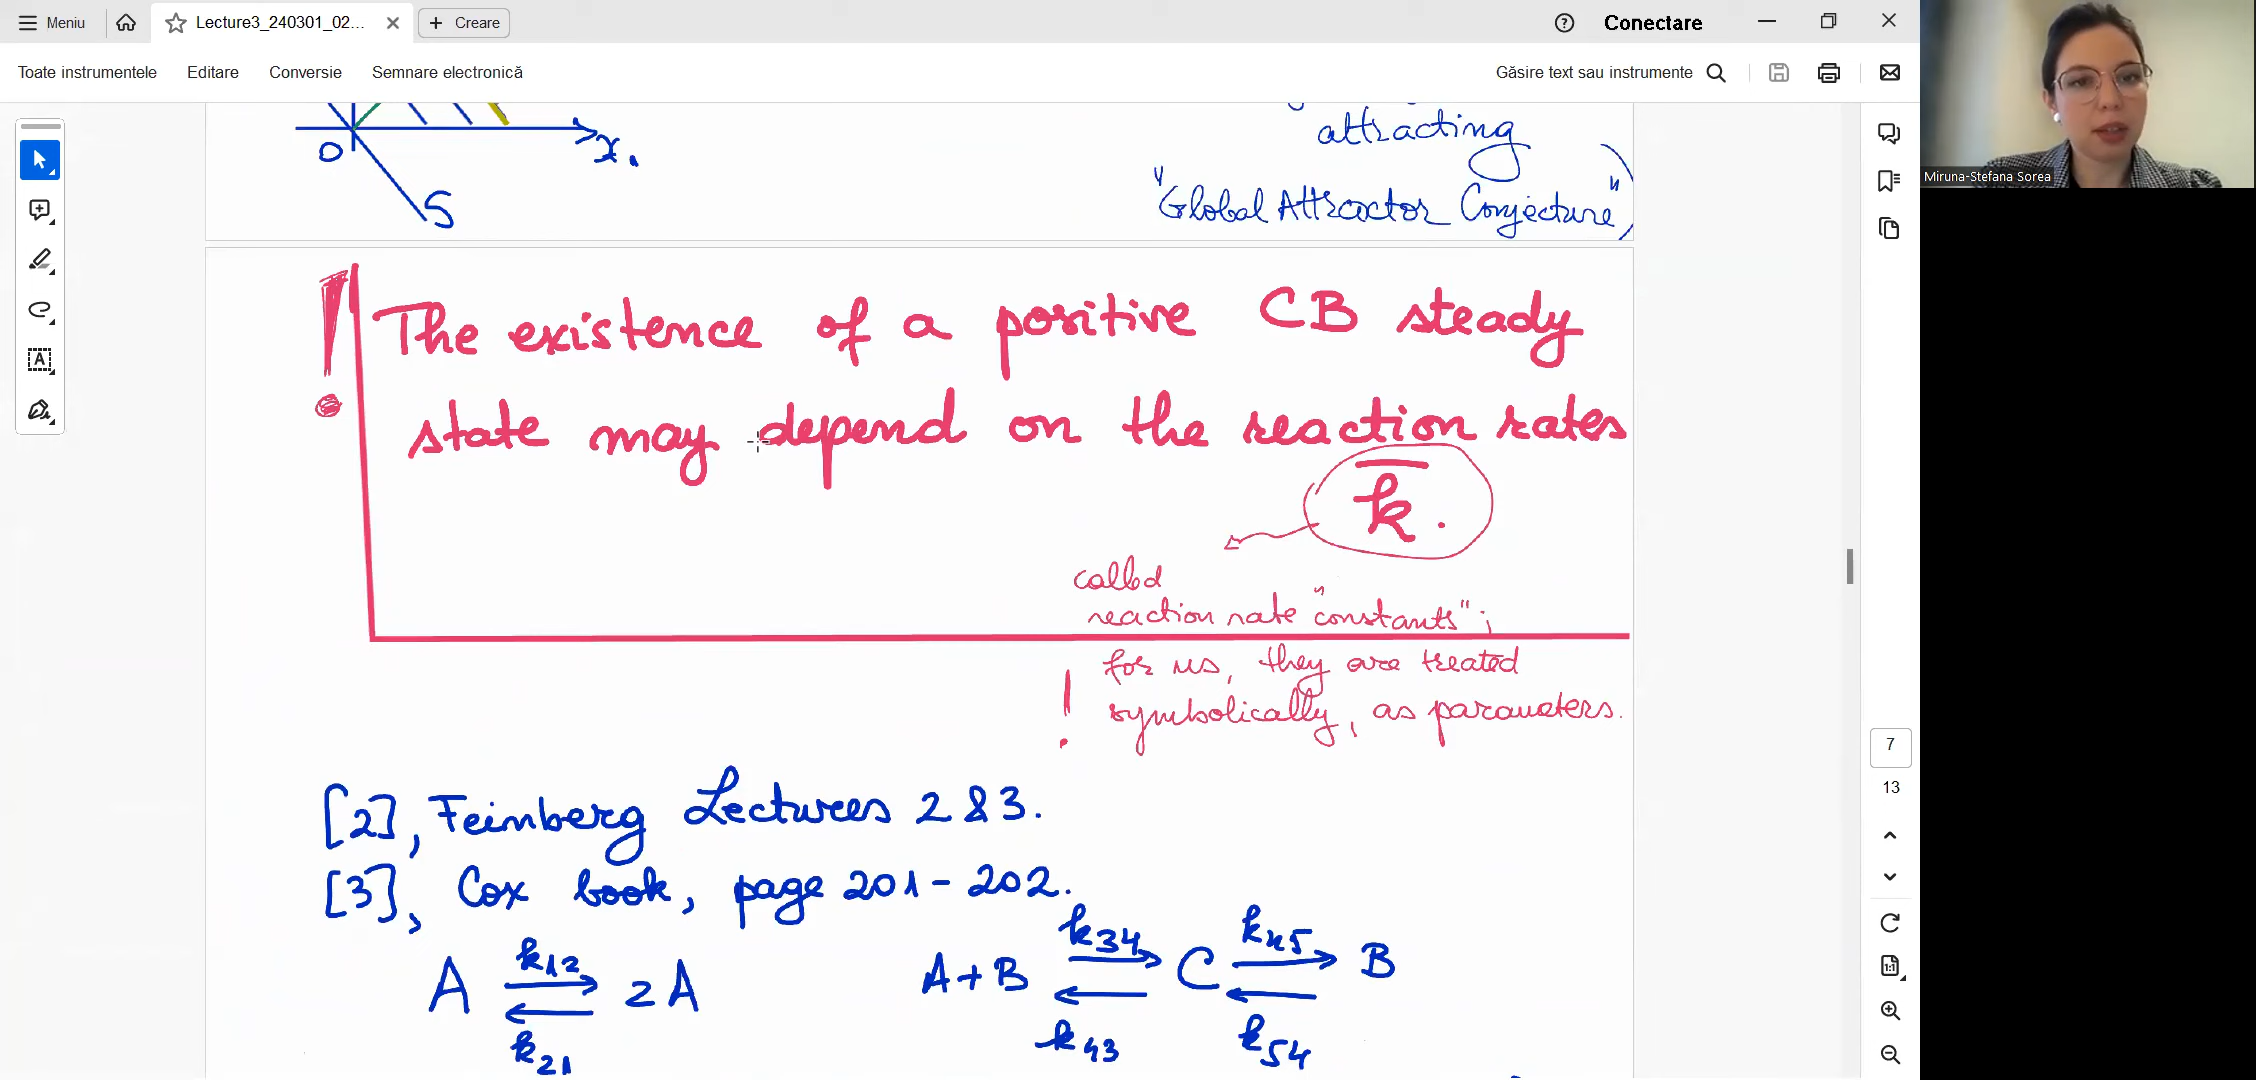 Meniu
Lecture3_240301_02...
Creare
Conectare
Toate instrumentele Editare Conversie Semnare electronică
Găsire text sau instrumente
Miruna-Stefana Sorea
attracting
"Global Attractor Conjecture"
0 x1
S
! The existence of a positive CB steady
state may depend on the reaction rates
k.
called
reaction rate "constants";
! for us, they are treated
symbolically, as parameters.
7
13
[2], Feinberg Lectures 2 & 3.
[3], Cox book, page 201 - 202.
k34 k45
k12
A 2A A+B C B
k21 k43 k54